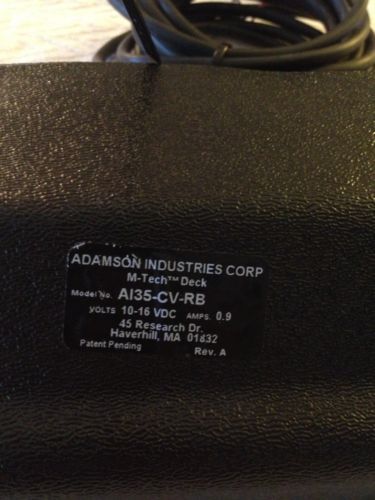 ADAMSON INDUSTRIES CORP
M-Tech™ Deck
Model No. AI35-CV-RB
VOLTS 10-16 VDC AMPS. 0.9
45 Research Dr.
Haverhill, MA 01832
Patent Pending Rev. A